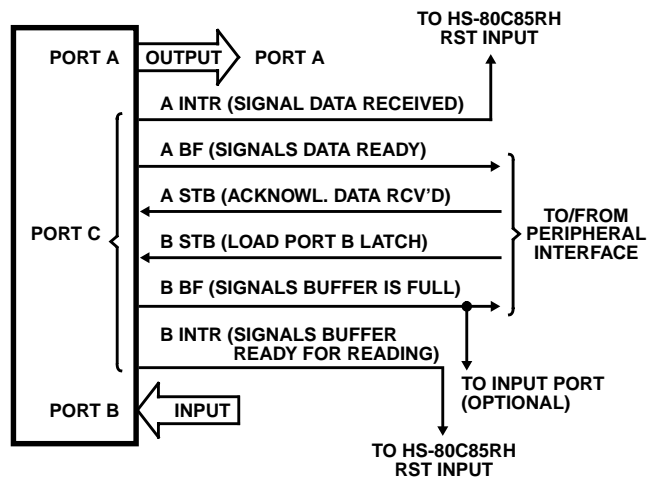 TO HS-80C85RH
RST INPUT
PORT A
OUTPUT
PORT A
A INTR (SIGNAL DATA RECEIVED)
A BF (SIGNALS DATA READY)
A STB (ACKNOWL. DATA RCV'D)
PORT C
TO/FROM
PERIPHERAL
INTERFACE
B STB (LOAD PORT B LATCH)
B BF (SIGNALS BUFFER IS FULL)
B INTR (SIGNALS BUFFER
READY FOR READING)
TO INPUT PORT
(OPTIONAL)
PORT B
INPUT
TO HS-80C85RH
RST INPUT